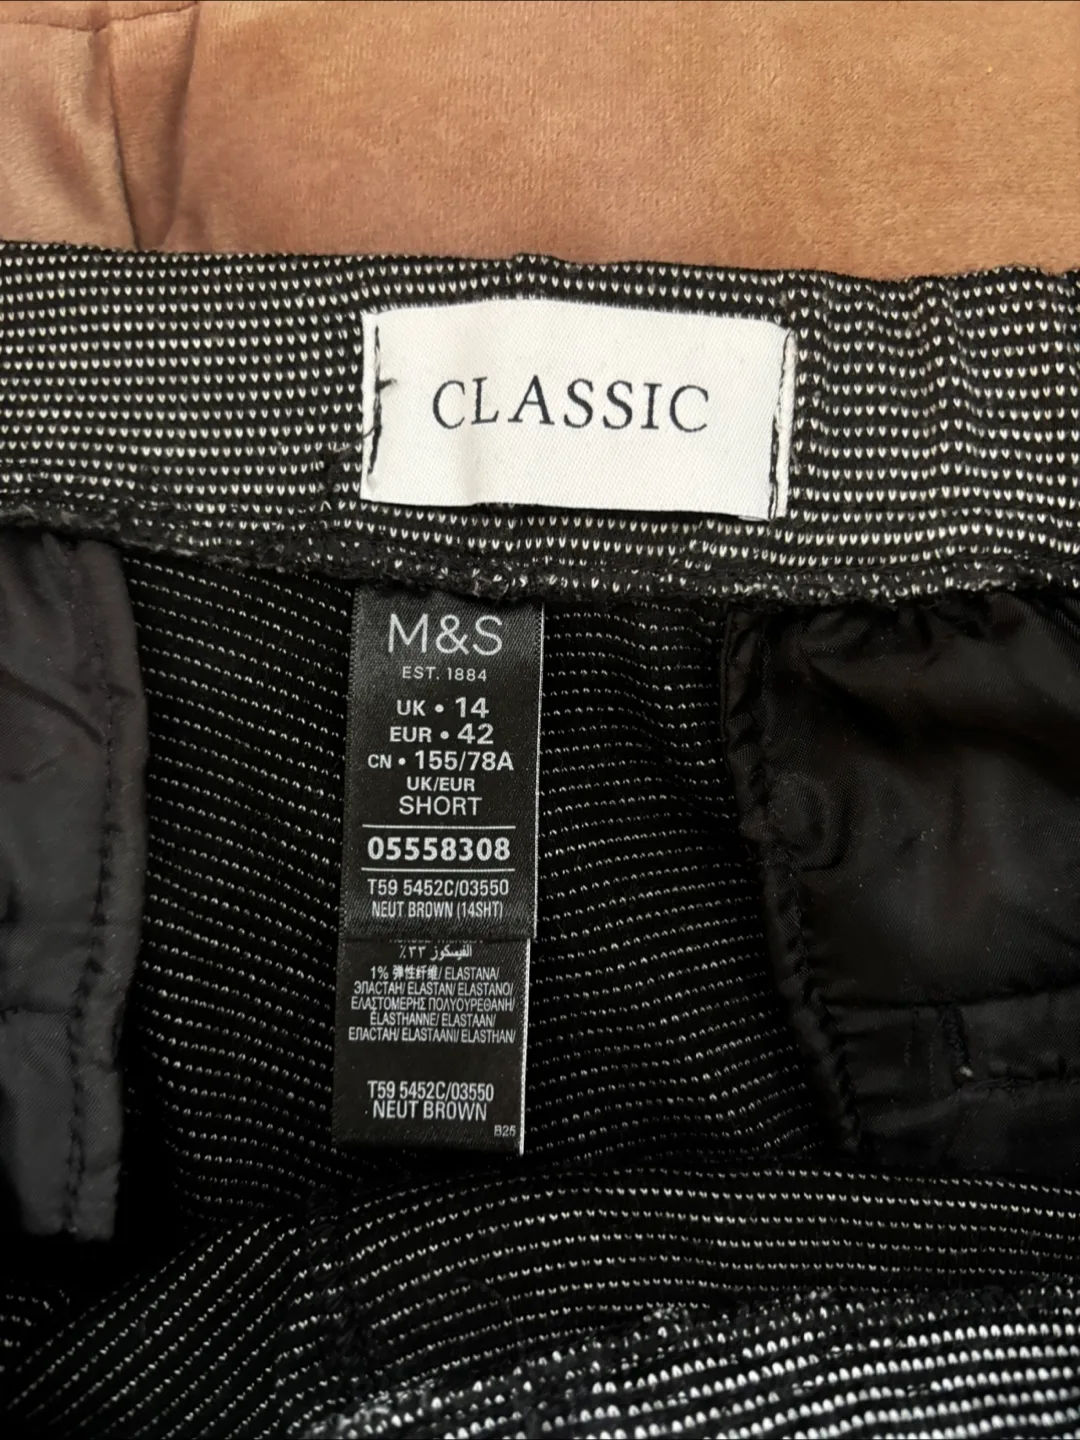 CLASSIC
M&S
EST. 1884
UK • 14
EUR • 42
CN • 155/78A
UK/EUR
SHORT
05558308
T59 5452C/03550
NEUT BROWN (14SHT)
الفيسكوز ٣٣٪
1% 弹性纤维/ ELASTANA/
ЭЛАСТАН/ ELASTAN/ ELASTANO/
ΕΛΑΣΤΟΜΕΡΗΣ ΠΟΛΥΟΥΡΕΘΑΝΗ/
ÉLASTHANNE/ ELASTAAN/
ЕЛАСТАН/ ELASTAANI/ ELASTHAN/
T59 5452C/03550
NEUT BROWN
B25